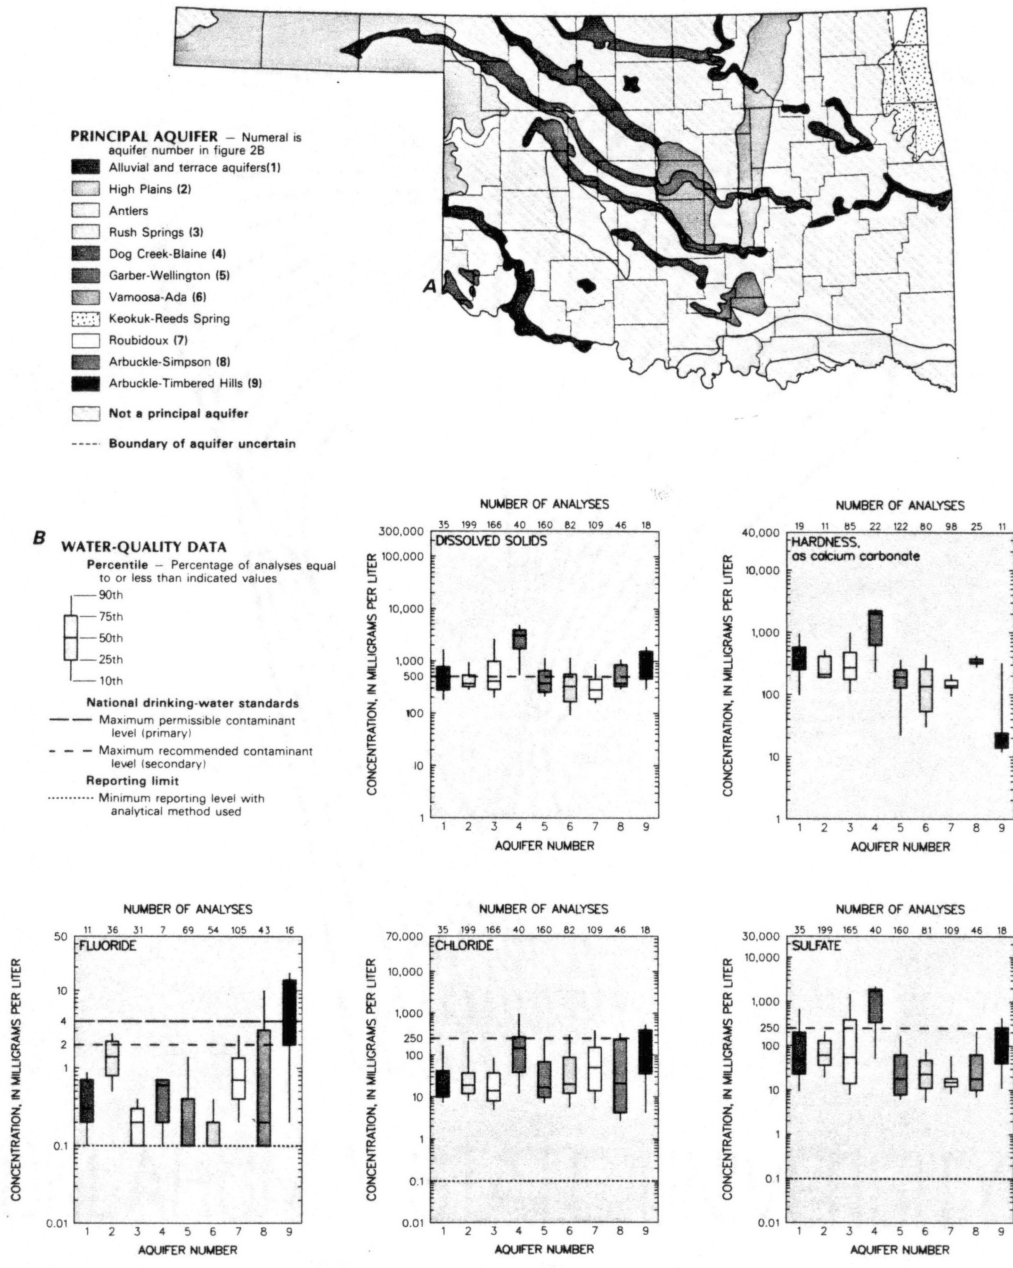 PRINCIPAL AQUIFER – Numeral is
aquifer number in figure 2B
Alluvial and terrace aquifers(1)
High Plains (2)
Antlers
Rush Springs (3)
Dog Creek-Blaine (4)
Garber-Wellington (5)
Vamoosa-Ada (6)
Keokuk-Reeds Spring
Roubidoux (7)
Arbuckle-Simpson (8)
Arbuckle-Timbered Hills (9)
Not a principal aquifer
Boundary of aquifer uncertain
A
B WATER-QUALITY DATA
Percentile – Percentage of analyses equal
to or less than indicated values
90th
75th
50th
25th
10th
National drinking-water standards
Maximum permissible contaminant
level (primary)
Maximum recommended contaminant
level (secondary)
Reporting limit
Minimum reporting level with
analytical method used
NUMBER OF ANALYSES
35 199 166 40 160 82 109 46 18
DISSOLVED SOLIDS
CONCENTRATION, IN MILLIGRAMS PER LITER
300,000
100,000
10,000
1,000
500
100
10
1
1 2 3 4 5 6 7 8 9
AQUIFER NUMBER
NUMBER OF ANALYSES
19 11 85 22 122 80 98 25 11
HARDNESS,
as calcium carbonate
CONCENTRATION, IN MILLIGRAMS PER LITER
40,000
10,000
1,000
100
10
1
1 2 3 4 5 6 7 8 9
AQUIFER NUMBER
NUMBER OF ANALYSES
11 36 31 7 69 54 105 43 16
FLUORIDE
CONCENTRATION, IN MILLIGRAMS PER LITER
50
10
4
2
1
0.1
0.01
1 2 3 4 5 6 7 8 9
AQUIFER NUMBER
NUMBER OF ANALYSES
35 199 166 40 160 82 109 46 18
CHLORIDE
CONCENTRATION, IN MILLIGRAMS PER LITER
70,000
10,000
1,000
250
100
10
1
0.1
0.01
1 2 3 4 5 6 7 8 9
AQUIFER NUMBER
NUMBER OF ANALYSES
35 199 165 40 160 81 109 46 18
SULFATE
CONCENTRATION, IN MILLIGRAMS PER LITER
30,000
10,000
1,000
250
100
10
1
0.1
0.01
1 2 3 4 5 6 7 8 9
AQUIFER NUMBER